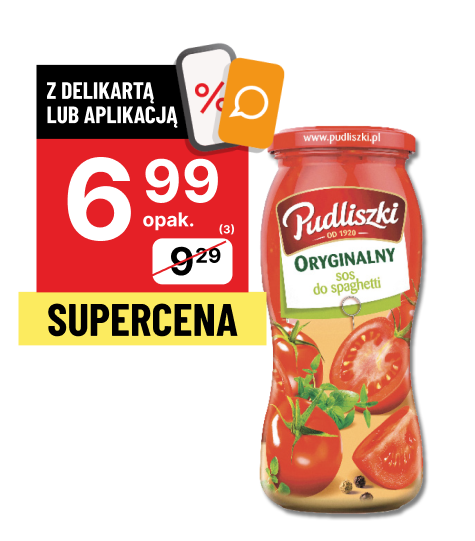 Z DELIKARTĄ
LUB APLIKACJĄ
%
6 99
opak.
(3)
9 29
SUPERCENA
www.pudliszki.pl
Pudliszki
OD 1920
ORYGINALNY
sos
do spaghetti